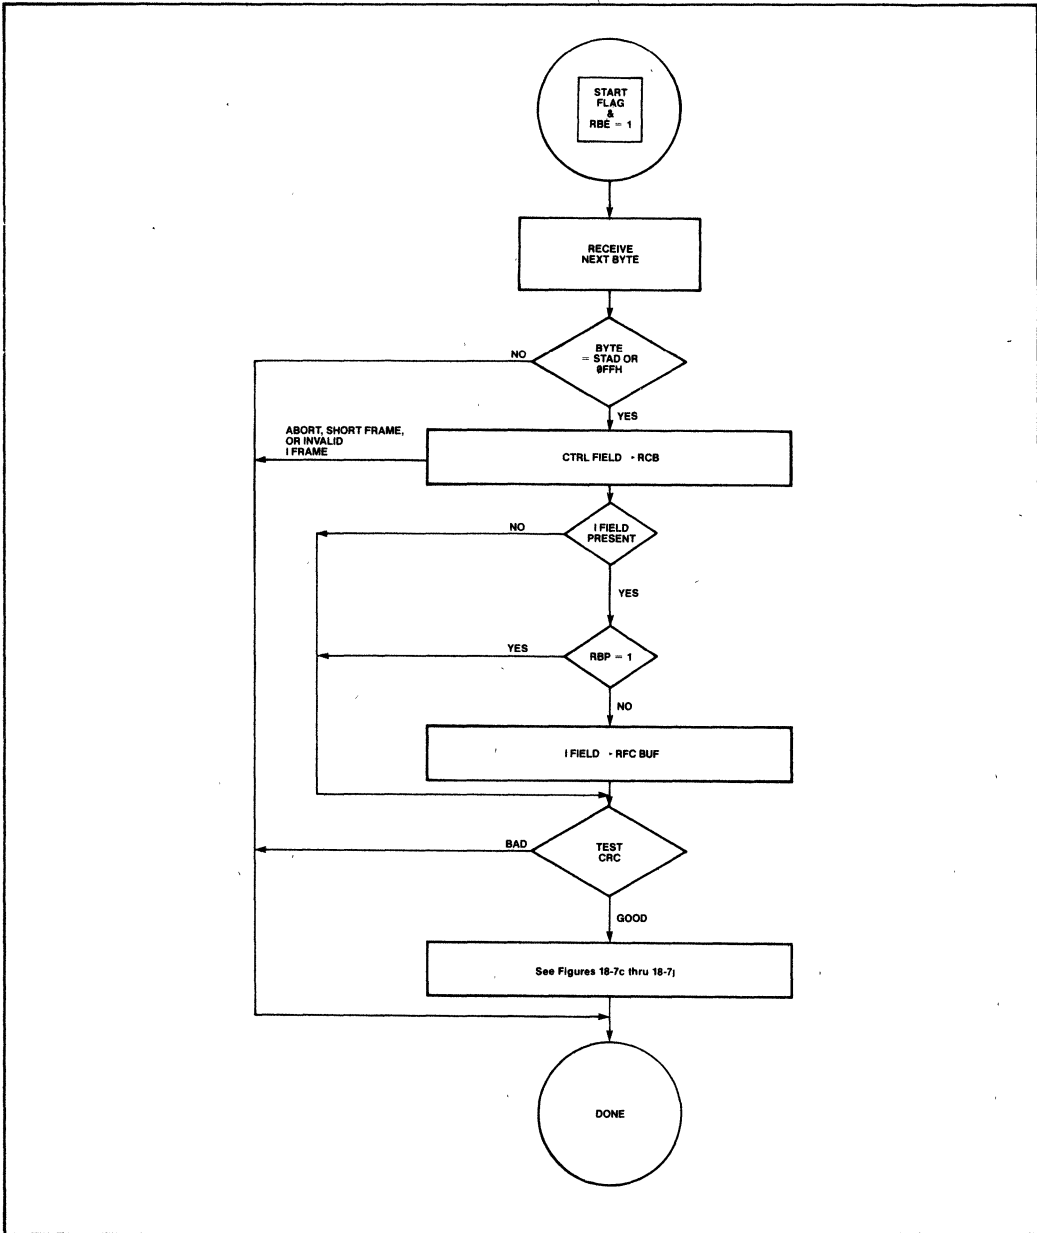 START
FLAG
&
RBE = 1
RECEIVE
NEXT BYTE
BYTE
= STAD OR
0FFH
NO
YES
ABORT, SHORT FRAME,
OR INVALID
I FRAME
CTRL FIELD - RCB
I FIELD
PRESENT
NO
YES
RBP = 1
YES
NO
I FIELD - RFC BUF
TEST
CRC
BAD
GOOD
See Figures 18-7c thru 18-7j
DONE